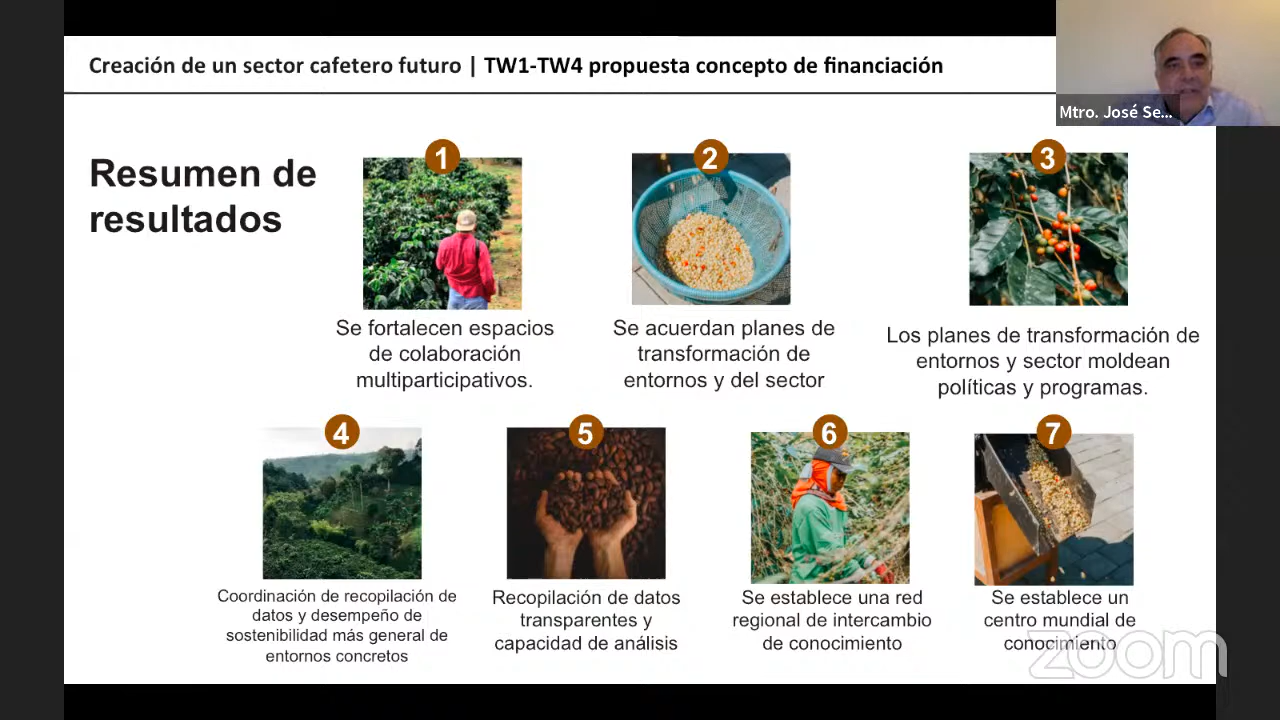 Creación de un sector cafetero futuro | TW1-TW4 propuesta concepto de financiación
Mtro. José Se...
Resumen de
resultados
1
Se fortalecen espacios
de colaboración
multiparticipativos.
2
Se acuerdan planes de
transformación de
entornos y del sector
3
Los planes de transformación de
entornos y sector moldean
políticas y programas.
4
Coordinación de recopilación de
datos y desempeño de
sostenibilidad más general de
entornos concretos
5
Recopilación de datos
transparentes y
capacidad de análisis
6
Se establece una red
regional de intercambio
de conocimiento
7
Se establece un
centro mundial de
conocimiento
zoom